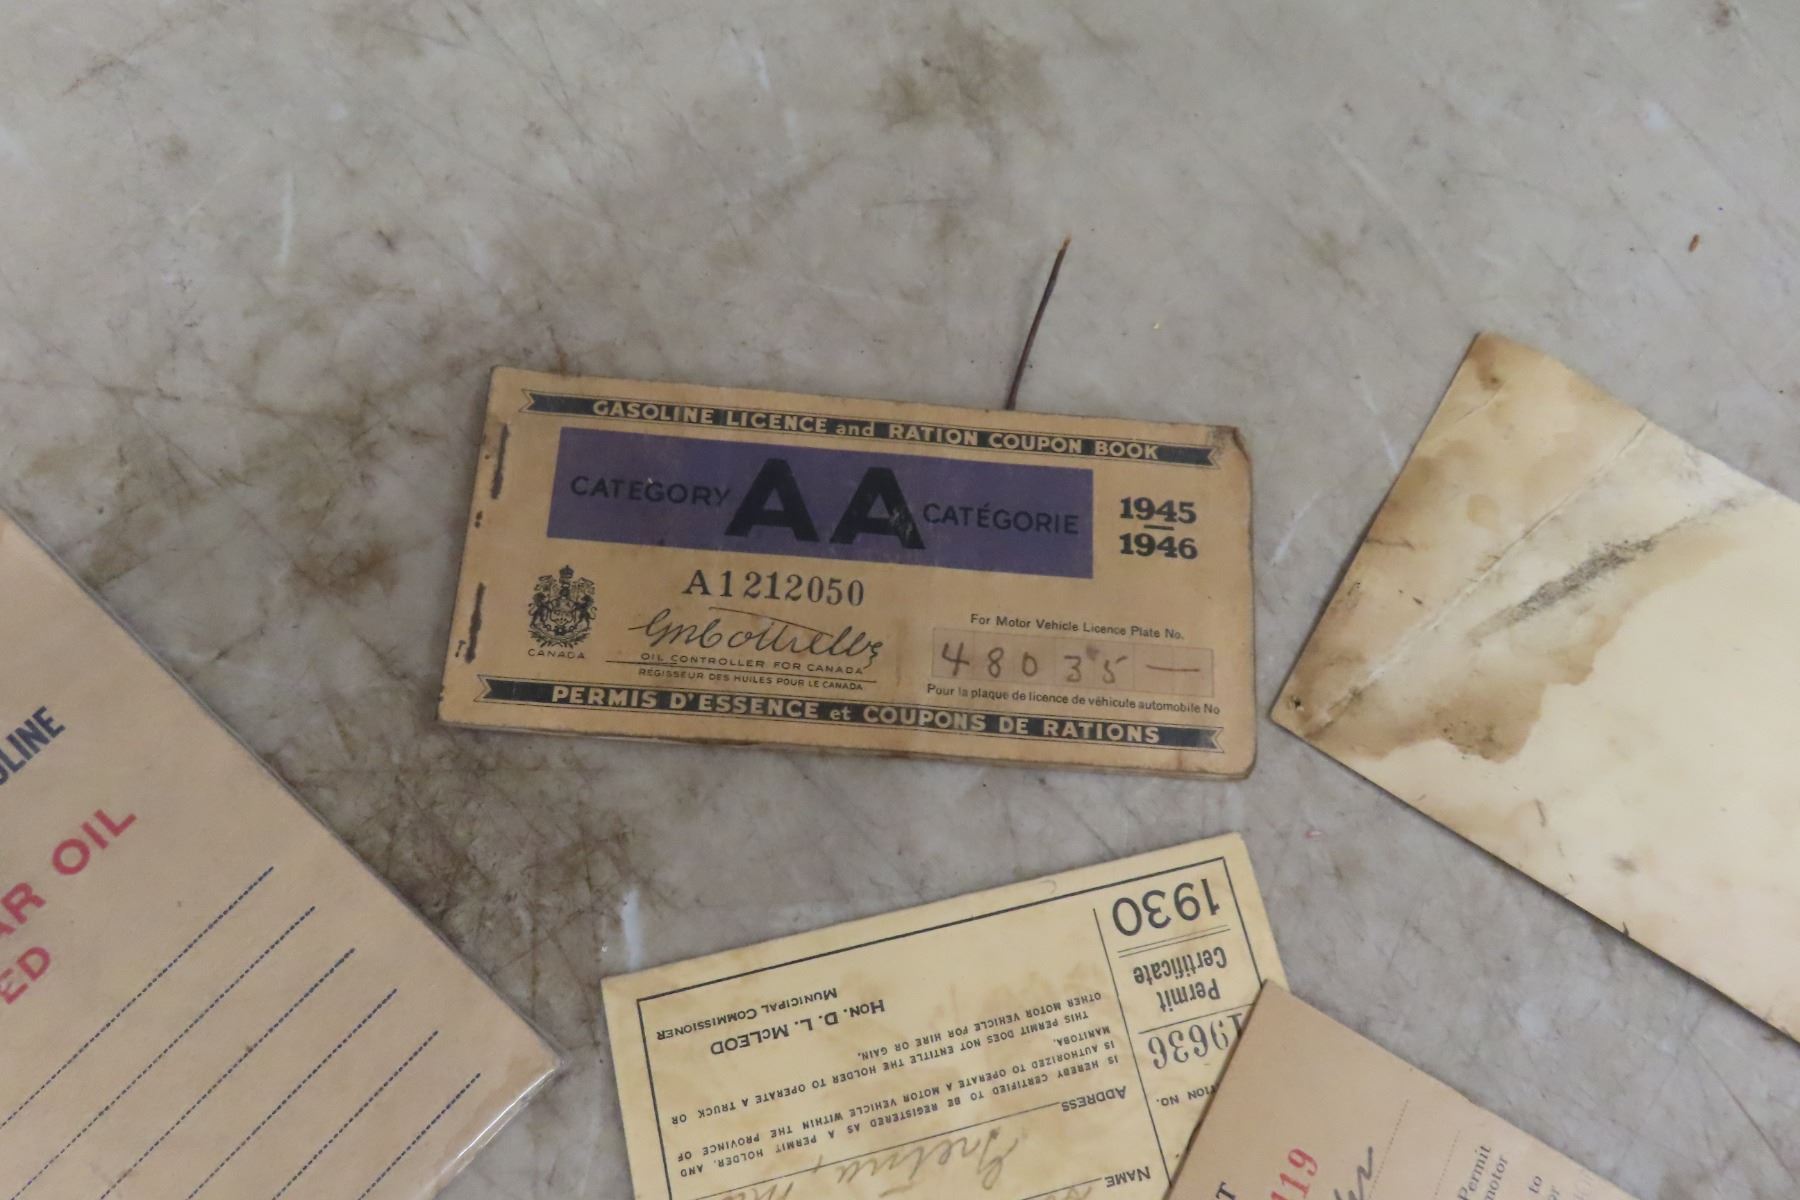 GASOLINE LICENCE and RATION COUPON BOOK
CATEGORY AA CATÉGORIE
1945
1946
A1212050
CANADA
OIL CONTROLLER FOR CANADA
RÉGISSEUR DES HUILES POUR LE CANADA
For Motor Vehicle Licence Plate No.
48035 —
Pour la plaque de licence de véhicule automobile No
PERMIS D'ESSENCE et COUPONS DE RATIONS
OIL
1930
Permit
Certificate
19636
NAME
Gretna,
ADDRESS
IS HEREBY CERTIFIED TO BE REGISTERED AS A PERMIT HOLDER, AND
IS AUTHORIZED TO OPERATE A MOTOR VEHICLE WITHIN THE PROVINCE OF
MANITOBA.
THIS PERMIT DOES NOT ENTITLE THE HOLDER TO OPERATE A TRUCK OR
OTHER MOTOR VEHICLE FOR HIRE OR GAIN.
HON. D. L. MCLEOD
MUNICIPAL COMMISSIONER
119
Permit
motor
to